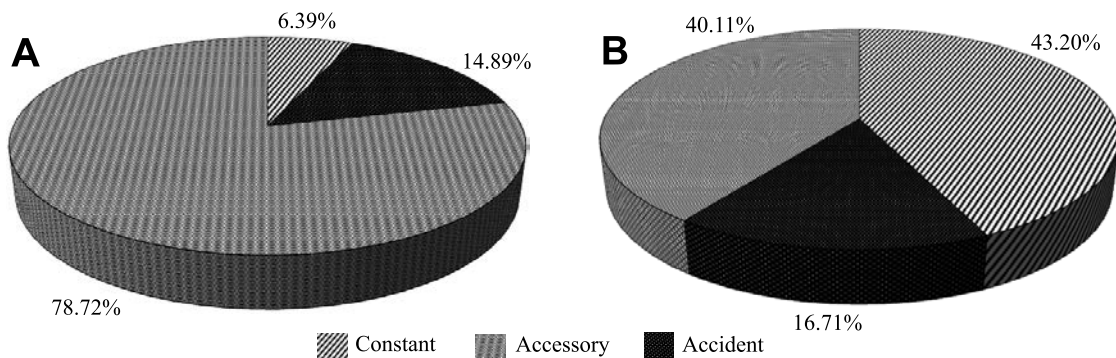 A
6.39%
14.89%
78.72%
B
40.11%
43.20%
16.71%
Constant
Accessory
Accident